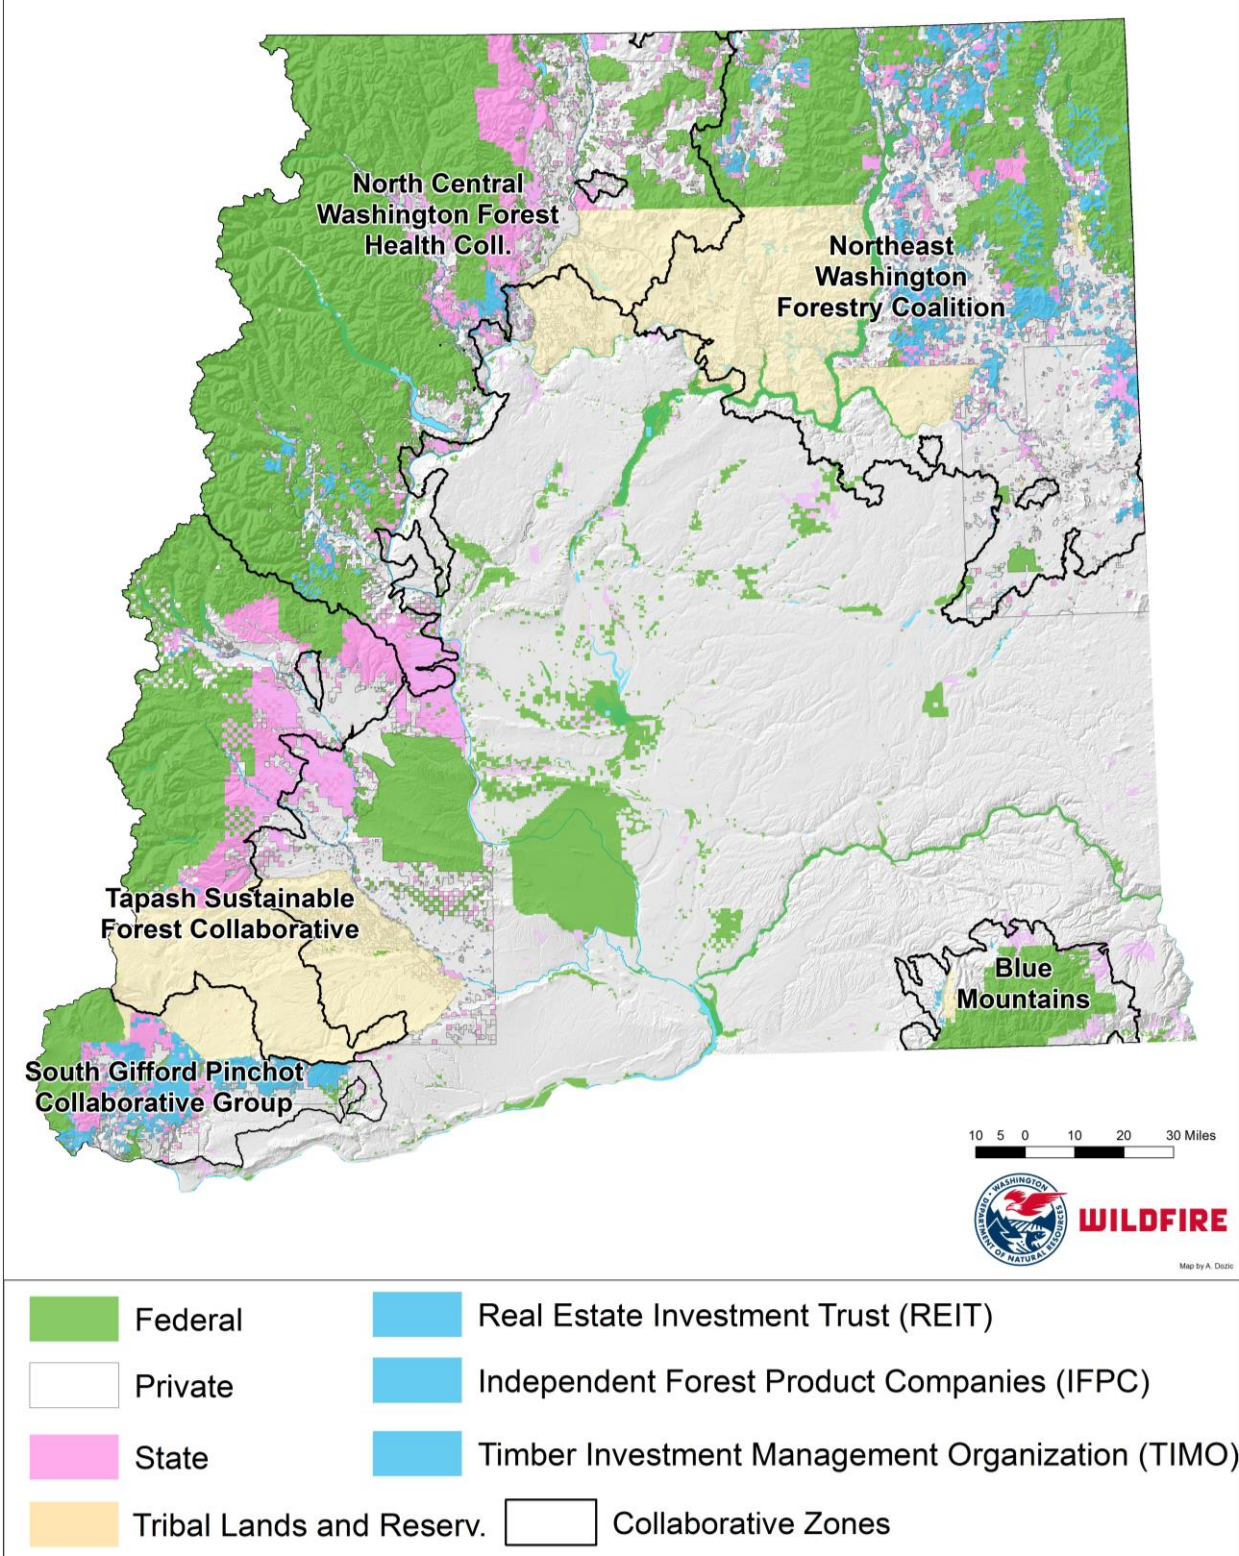 North Central
Washington Forest
Health Coll.
Northeast
Washington
Forestry Coalition
Tapash Sustainable
Forest Collaborative
Blue
Mountains
South Gifford Pinchot
Collaborative Group
10 5 0 10 20 30 Miles
WASHINGTON
DEPARTMENT OF NATURAL RESOURCES
WILDFIRE
Map by A. Dozic
Federal
Real Estate Investment Trust (REIT)
Private
Independent Forest Product Companies (IFPC)
State
Timber Investment Management Organization (TIMO)
Tribal Lands and Reserv.
Collaborative Zones